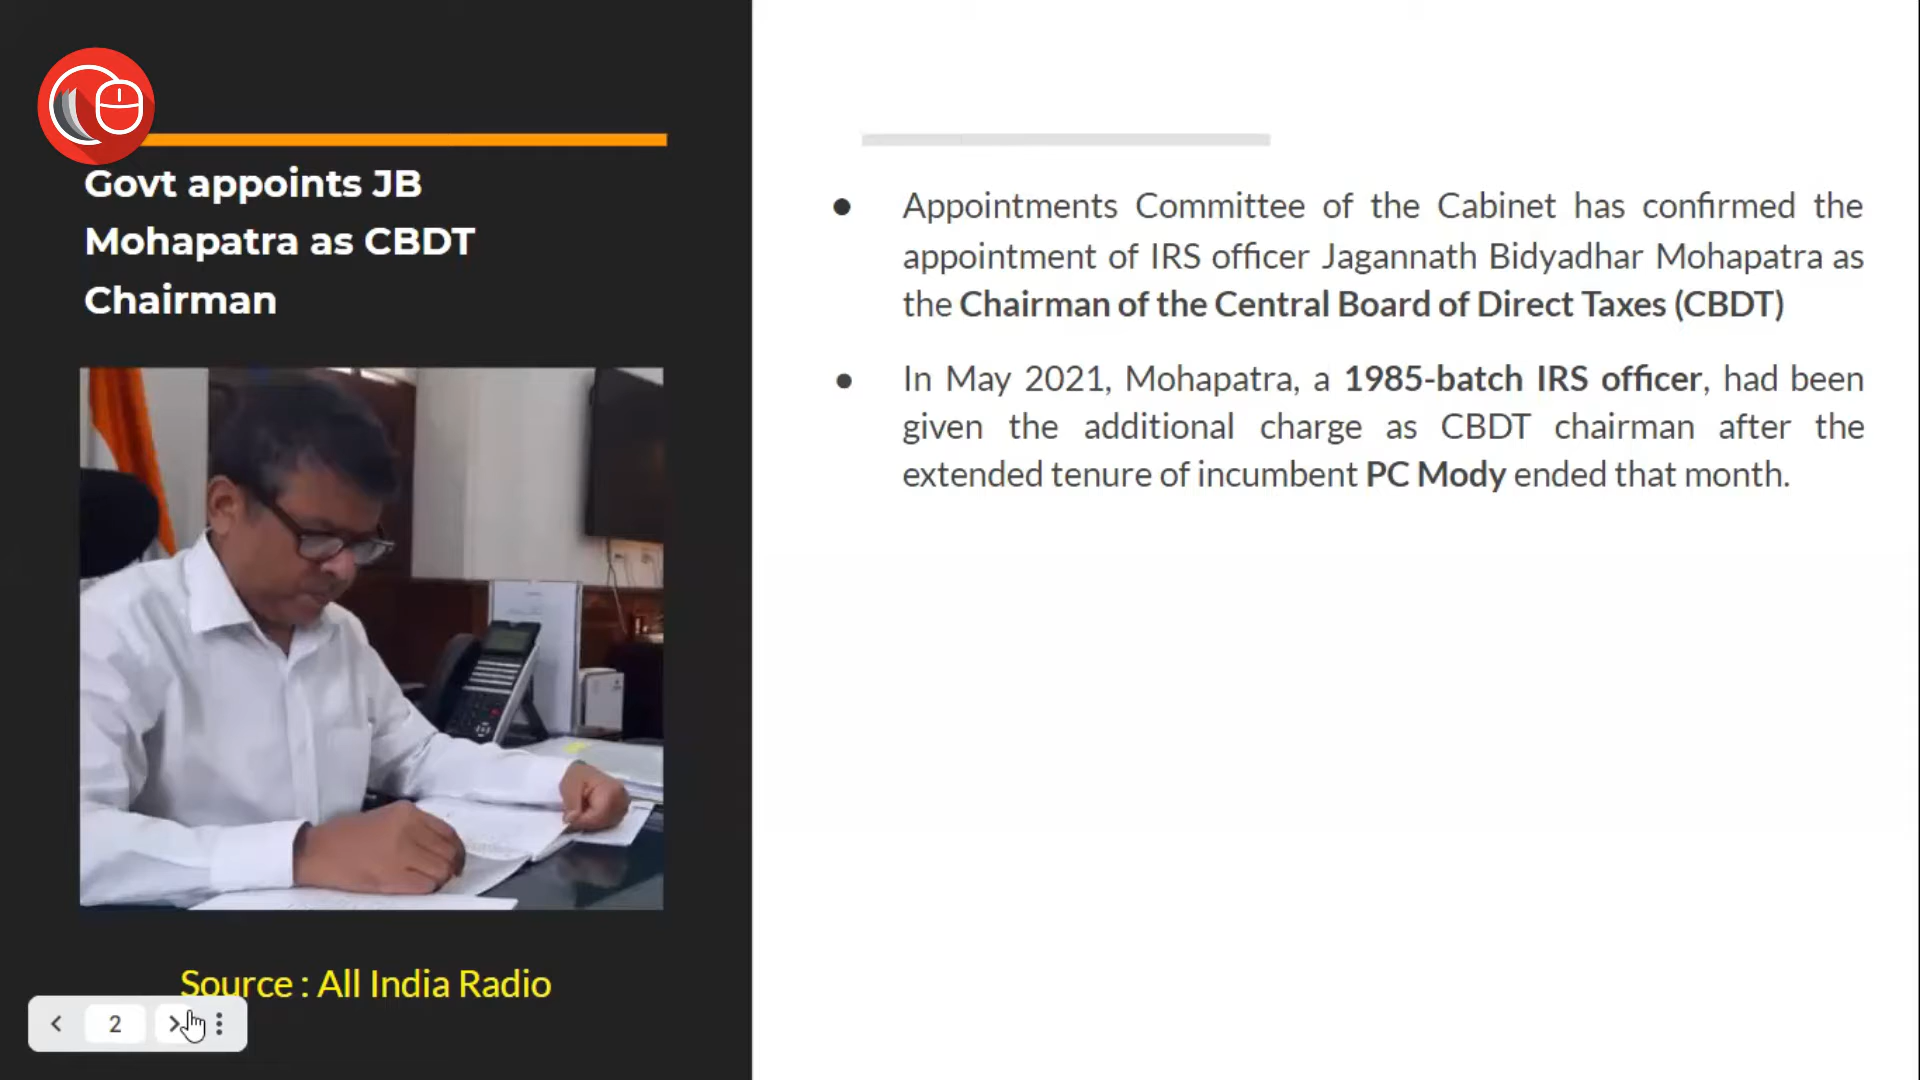 Govt appoints JB
Mohapatra as CBDT
Chairman
Source : All India Radio
2
● Appointments Committee of the Cabinet has confirmed the
appointment of IRS officer Jagannath Bidyadhar Mohapatra as
the Chairman of the Central Board of Direct Taxes (CBDT)
● In May 2021, Mohapatra, a 1985-batch IRS officer, had been
given the additional charge as CBDT chairman after the
extended tenure of incumbent PC Mody ended that month.